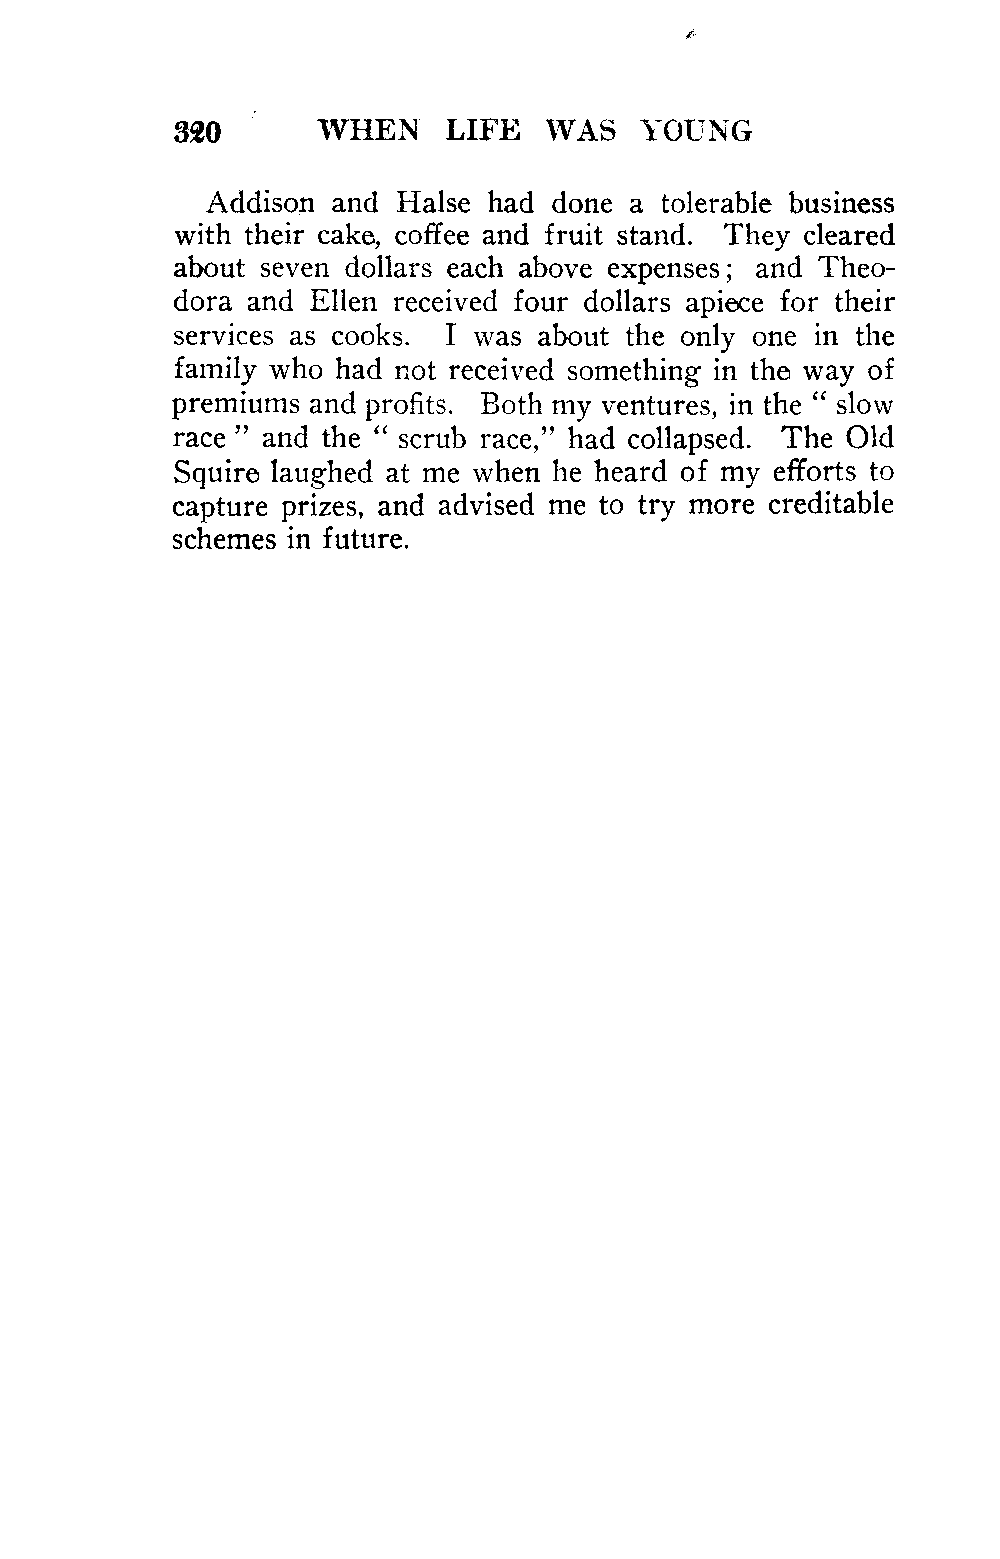 320 WHEN LIFE WAS YOUNG
Addison and Halse had done a tolerable business
with their cake, coffee and fruit stand. They cleared
about seven dollars each above expenses; and Theo-
dora and Ellen received four dollars apiece for their
services as cooks. I was about the only one in the
family who had not received something in the way of
premiums and profits. Both my ventures, in the “ slow
race ” and the “ scrub race,” had collapsed. The Old
Squire laughed at me when he heard of my efforts to
capture prizes, and advised me to try more creditable
schemes in future.